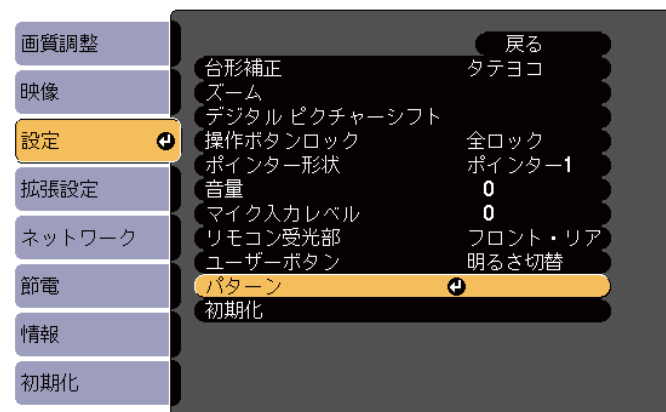 画質調整
映像
設定
拡張設定
ネットワーク
節電
情報
初期化
戻る
台形補正 タテヨコ
ズーム
デジタル ピクチャーシフト
操作ボタンロック 全ロック
ポインター形状 ポインター1
音量 0
マイク入力レベル 0
リモコン受光部 フロント・リア
ユーザーボタン 明るさ切替
パターン
初期化